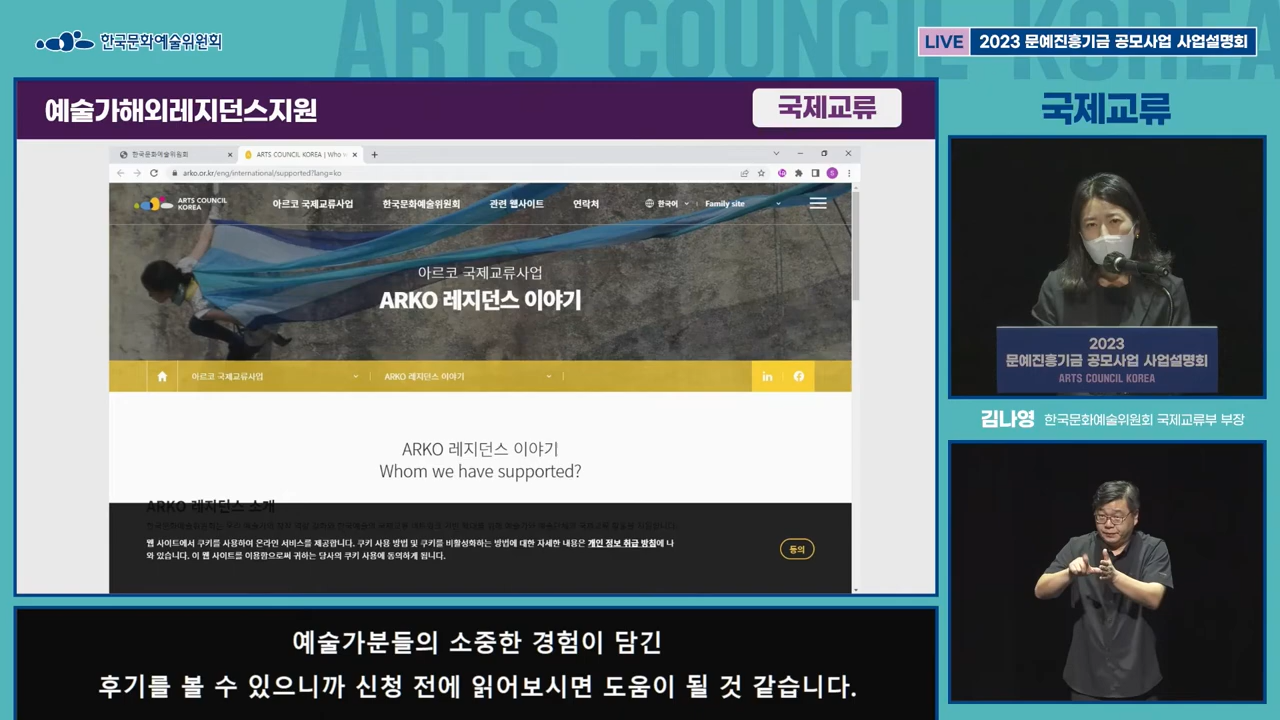 ARTS COUNCIL KOREA
한국문화예술위원회
LIVE 2023 문예진흥기금 공모사업 사업설명회
예술가해외레지던스지원
국제교류
국제교류
한국문화예술위원회
ARTS COUNCIL KOREA | Who
arko.or.kr/eng/international/supported?lang=ko
ARTS COUNCIL
KOREA
아르코 국제교류사업 한국문화예술위원회 관련 웹사이트 연락처 한국어 Family site
아르코 국제교류사업
ARKO 레지던스 이야기
아르코 국제교류사업 ARKO 레지던스 이야기 in f
ARKO 레지던스 이야기
Whom we have supported?
ARKO 레지던스 소개
웹 사이트에서 쿠키를 사용하여 온라인 서비스를 제공합니다. 쿠키 사용 방법 및 쿠키를 비활성화하는 방법에 대한 자세한 내용은 개인 정보 취급 방침에 나
와 있습니다. 이 웹 사이트를 이용함으로써 귀하는 당사의 쿠키 사용에 동의하게 됩니다.
동의
2023
문예진흥기금 공모사업 사업설명회
ARTS COUNCIL KOREA
김나영 한국문화예술위원회 국제교류부 부장
예술가분들의 소중한 경험이 담긴
후기를 볼 수 있으니까 신청 전에 읽어보시면 도움이 될 것 같습니다.